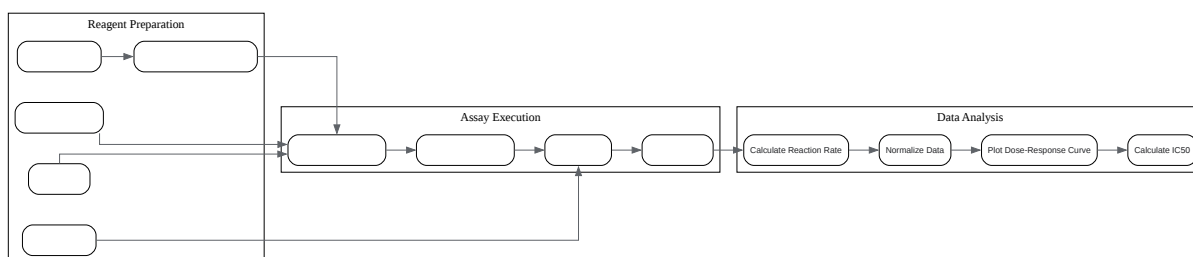 Reagent Preparation
Assay Execution
Data Analysis
Calculate Reaction Rate
Normalize Data
Plot Dose-Response Curve
Calculate IC50